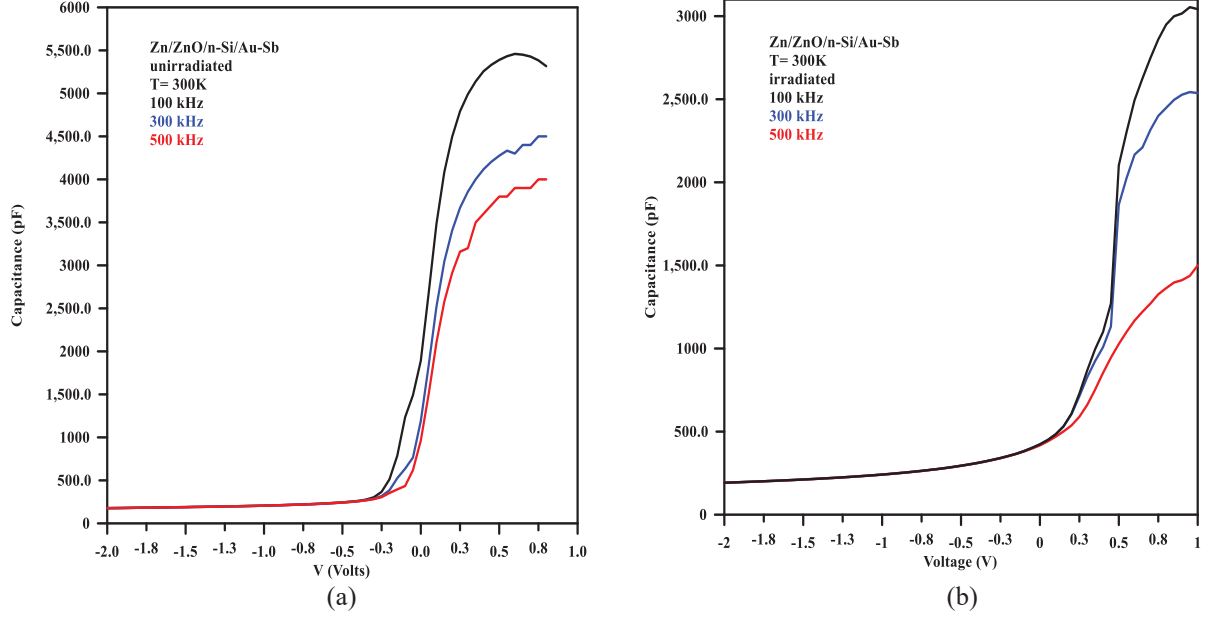 Zn/ZnO/n-Si/Au-Sb
unirradiated
T= 300K
100 kHz
300 kHz
500 kHz
Capacitance (pF)
6000
5,500.0
5000
4,500.0
4000
3,500.0
3000
2,500.0
2000
1,500.0
1000
500.0
0
-2.0 -1.8 -1.5 -1.3 -1.0 -0.8 -0.5 -0.3 0.0 0.3 0.5 0.8 1.0
V (Volts)
(a)
Zn/ZnO/n-Si/Au-Sb
T= 300K
irradiated
100 kHz
300 kHz
500 kHz
Capacitance (pF)
3000
2,500.0
2000
1,500.0
1000
500.0
0
-2 -1.8 -1.5 -1.3 -1 -0.8 -0.5 -0.3 0 0.3 0.5 0.8 1
Voltage (V)
(b)